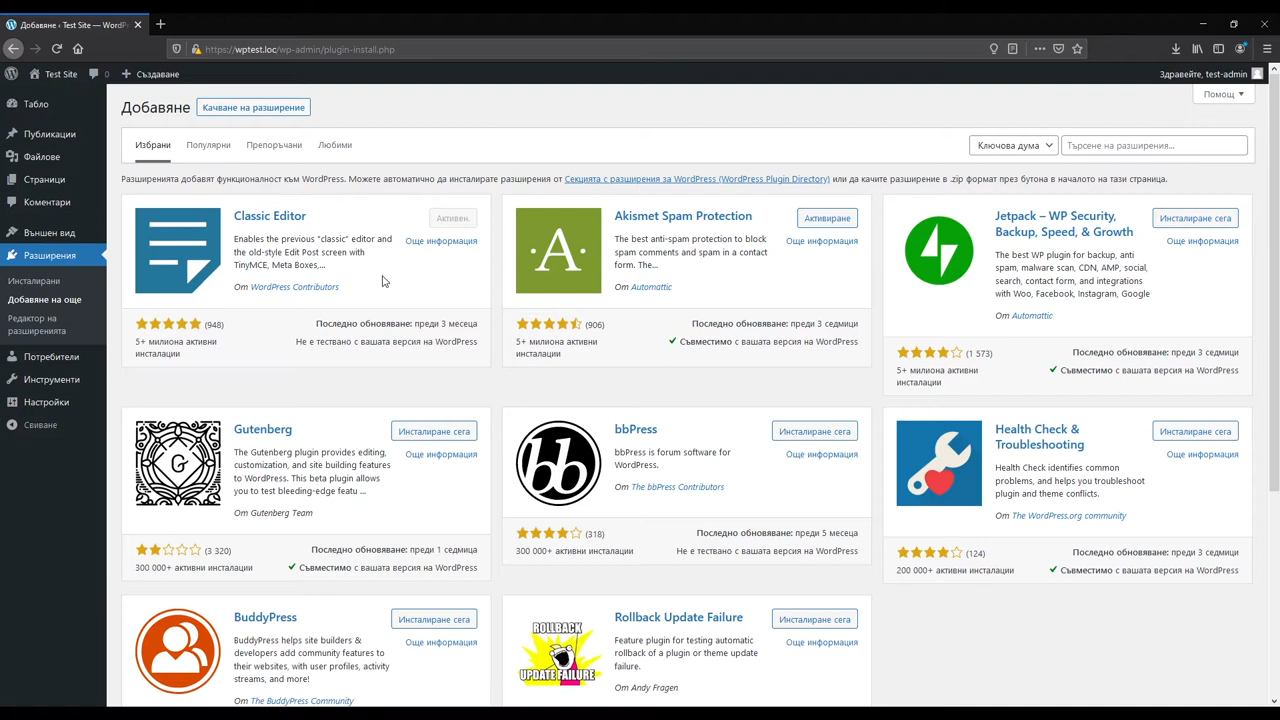 Добавяне ‹ Test Site — WordP
https://wptest.loc/wp-admin/plugin-install.php
Test Site
0
Създаване
Здравейте, test-admin
Табло
Публикации
Файлове
Страници
Коментари
Външен вид
Разширения
Инсталирани
Добавяне на още
Редактор на
разширенията
Потребители
Инструменти
Настройки
Свиване
Добавяне
Качване на разширение
Помощ
Избрани
Популярни
Препоръчани
Любими
Ключова дума
Търсене на разширения...
Разширенията добавят функционалност към WordPress. Можете автоматично да инсталирате разширения от Секцията с разширения за WordPress (WordPress Plugin Directory) или да качите разширение в .zip формат през бутона в началото на тази страница.
Classic Editor
Активен.
Още информация
Enables the previous "classic" editor and
the old-style Edit Post screen with
TinyMCE, Meta Boxes,...
От WordPress Contributors
(948)
5+ милиона активни
инсталации
Последно обновяване: преди 3 месеца
Не е тествано с вашата версия на WordPress
Akismet Spam Protection
Активиране
Още информация
The best anti-spam protection to block
spam comments and spam in a contact
form. The...
От Automattic
(906)
5+ милиона активни
инсталации
Последно обновяване: преди 3 седмици
Съвместимо с вашата версия на WordPress
Jetpack – WP Security,
Backup, Speed, & Growth
Инсталиране сега
Още информация
The best WP plugin for backup, anti
spam, malware scan, CDN, AMP, social,
search, contact form, and integrations
with Woo, Facebook, Instagram, Google
От Automattic
(1 573)
5+ милиона активни
инсталации
Последно обновяване: преди 3 седмици
Съвместимо с вашата версия на WordPress
Gutenberg
Инсталиране сега
Още информация
The Gutenberg plugin provides editing,
customization, and site building features
to WordPress. This beta plugin allows
you to test bleeding-edge featu ...
От Gutenberg Team
(3 320)
300 000+ активни инсталации
Последно обновяване: преди 1 седмица
Съвместимо с вашата версия на WordPress
bbPress
Инсталиране сега
Още информация
bbPress is forum software for
WordPress.
От The bbPress Contributors
(318)
300 000+ активни инсталации
Последно обновяване: преди 5 месеца
Не е тествано с вашата версия на WordPress
Health Check &
Troubleshooting
Инсталиране сега
Още информация
Health Check identifies common
problems, and helps you troubleshoot
plugin and theme conflicts.
От The WordPress.org community
(124)
200 000+ активни инсталации
Последно обновяване: преди 3 седмици
Съвместимо с вашата версия на WordPress
BuddyPress
Инсталиране сега
Още информация
BuddyPress helps site builders &
developers add community features to
their websites, with user profiles, activity
streams, and more!
От The BuddyPress Community
ROLLBACK
UPDATE FAILURE
Rollback Update Failure
Инсталиране сега
Още информация
Feature plugin for testing automatic
rollback of a plugin or theme update
failure.
От Andy Fragen